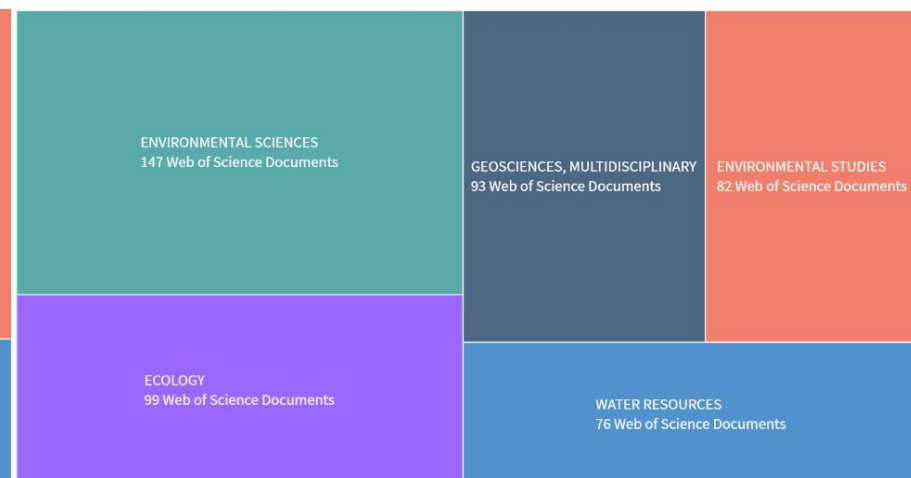 ENVIRONMENTAL SCIENCES
147 Web of Science Documents
GEOSCIENCES, MULTIDISCIPLINARY
93 Web of Science Documents
ENVIRONMENTAL STUDIES
82 Web of Science Documents
ECOLOGY
99 Web of Science Documents
WATER RESOURCES
76 Web of Science Documents